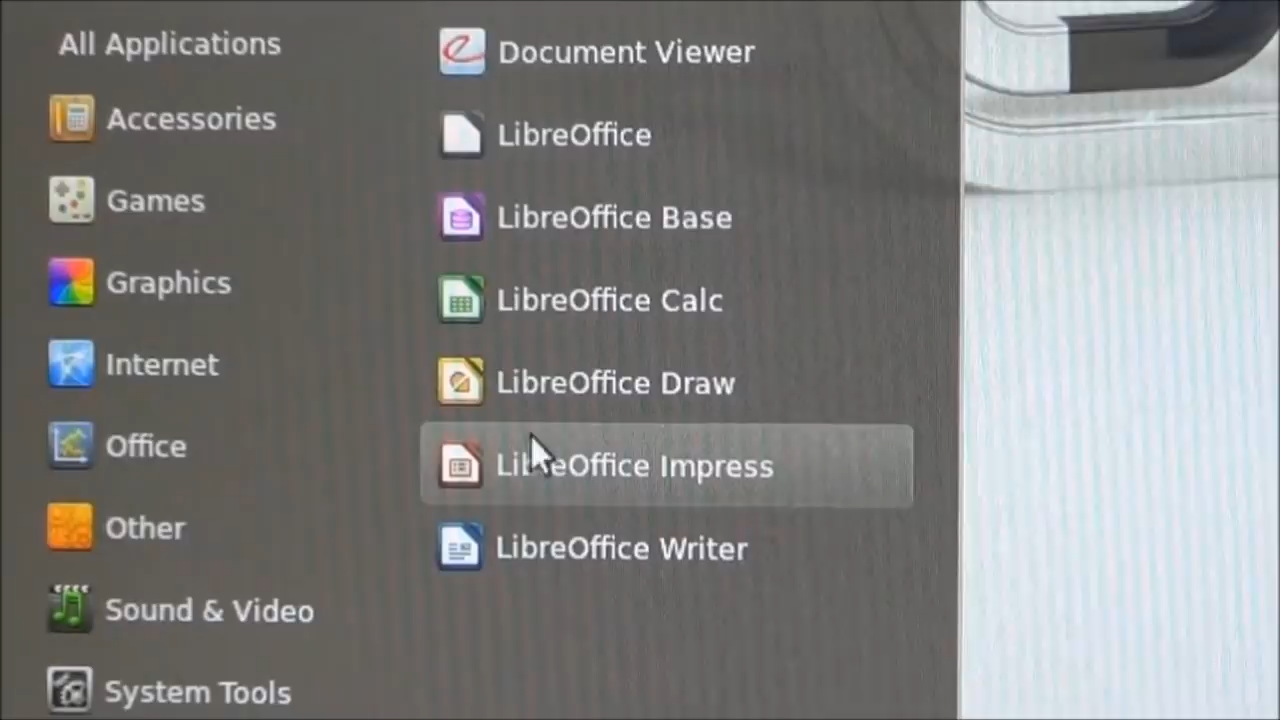 All Applications
Accessories
Games
Graphics
Internet
Office
Other
Sound & Video
System Tools
Document Viewer
LibreOffice
LibreOffice Base
LibreOffice Calc
LibreOffice Draw
LibreOffice Impress
LibreOffice Writer